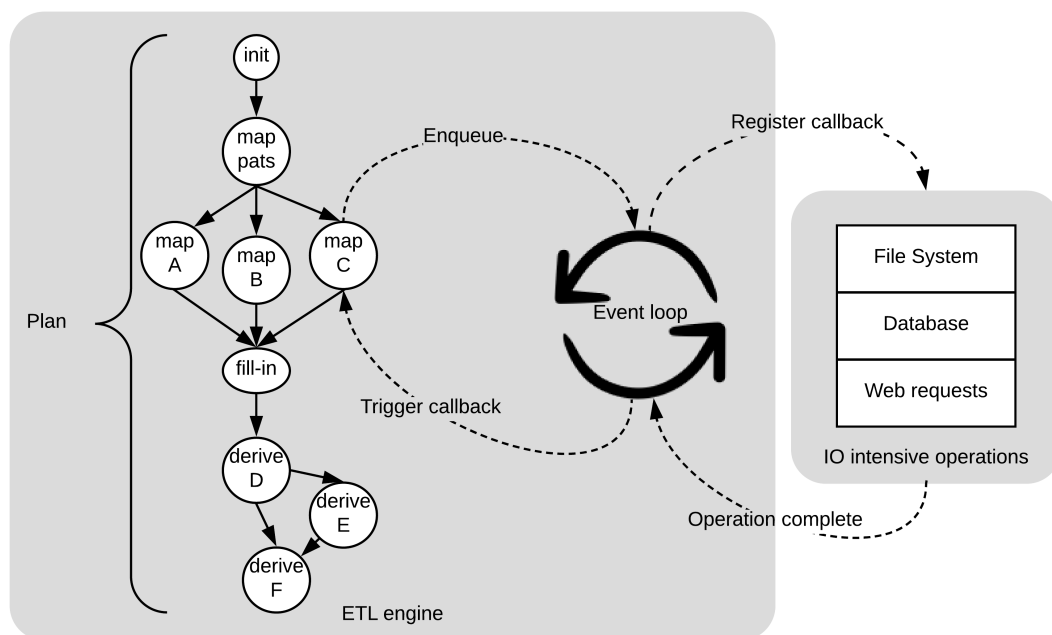 init
map
pats
map
A
map
B
map
C
fill-in
derive
D
derive
E
derive
F
Plan
ETL engine
Enqueue
Trigger callback
Event loop
Register callback
Operation complete
File System
Database
Web requests
IO intensive operations